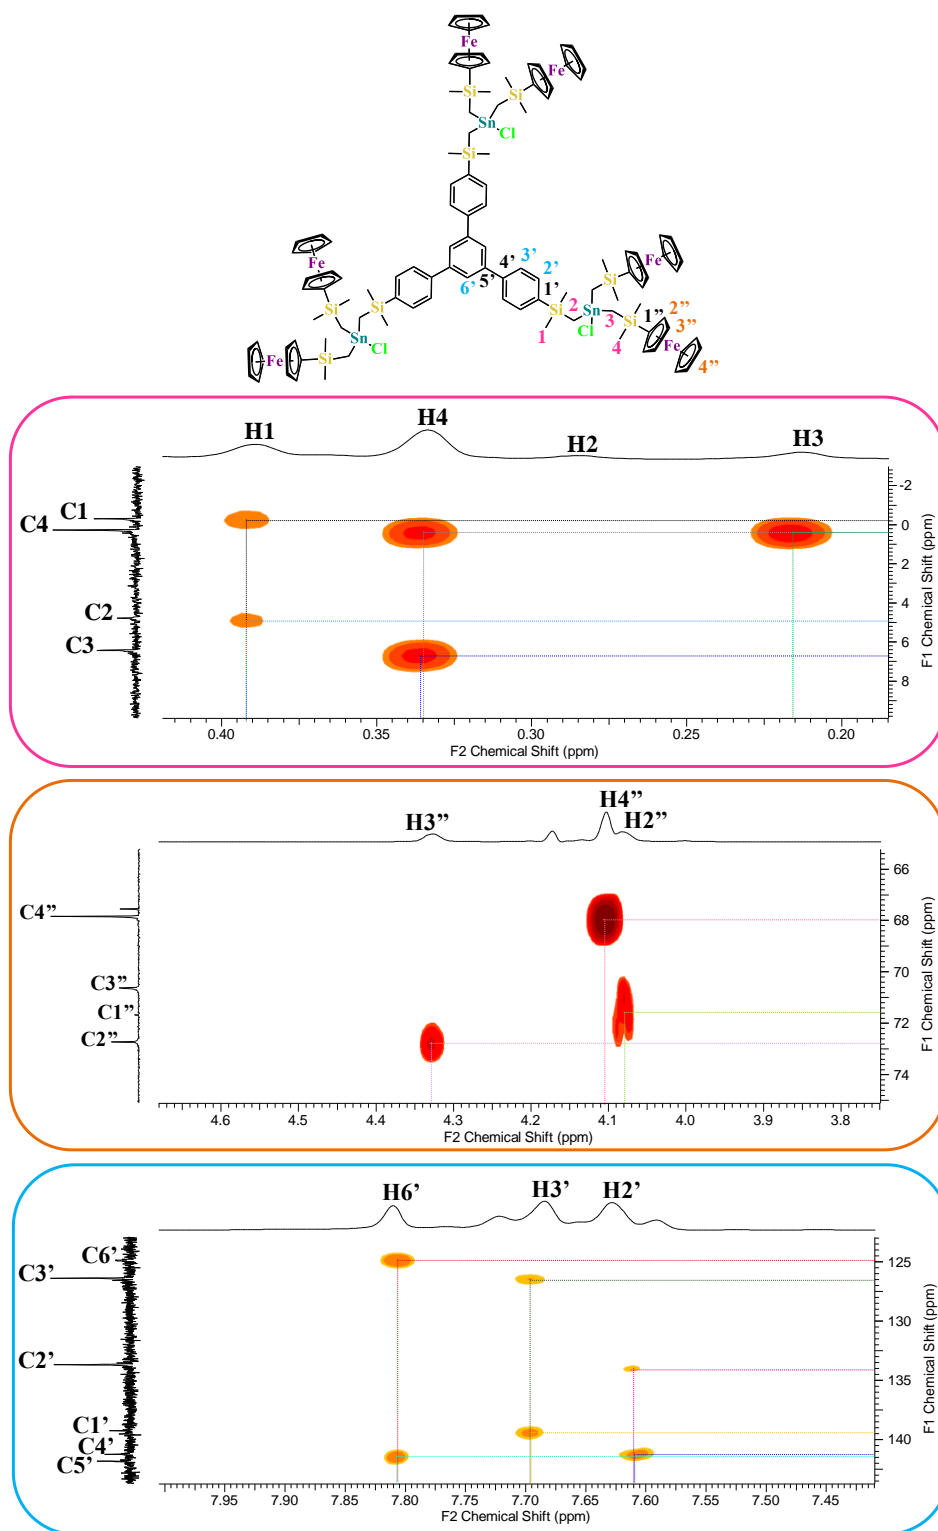 Fe
Fe
Si
Si
Sn
Cl
Si
Fe
3’
4’
2’
Fe
5’
6’
1’
Si
Si
Si
Si
2
Sn
3
1”
2”
Cl
Si
3”
Sn
1
4
Fe
Cl
Fe
Si
4”
H1
H4
H2
H3
C1
C4
C2
C3
-2
0
2
4
6
8
F1 Chemical Shift (ppm)
0.40
0.35
0.30
0.25
0.20
F2 Chemical Shift (ppm)
H4”
H3”
H2”
C4”
C3”
C1”
C2”
66
68
70
72
74
F1 Chemical Shift (ppm)
4.6
4.5
4.4
4.3
4.2
4.1
4.0
3.9
3.8
F2 Chemical Shift (ppm)
H6’
H3’
H2’
C6’
C3’
C2’
C1’
C4’
C5’
125
130
135
140
F1 Chemical Shift (ppm)
7.95
7.90
7.85
7.80
7.75
7.70
7.65
7.60
7.55
7.50
7.45
F2 Chemical Shift (ppm)